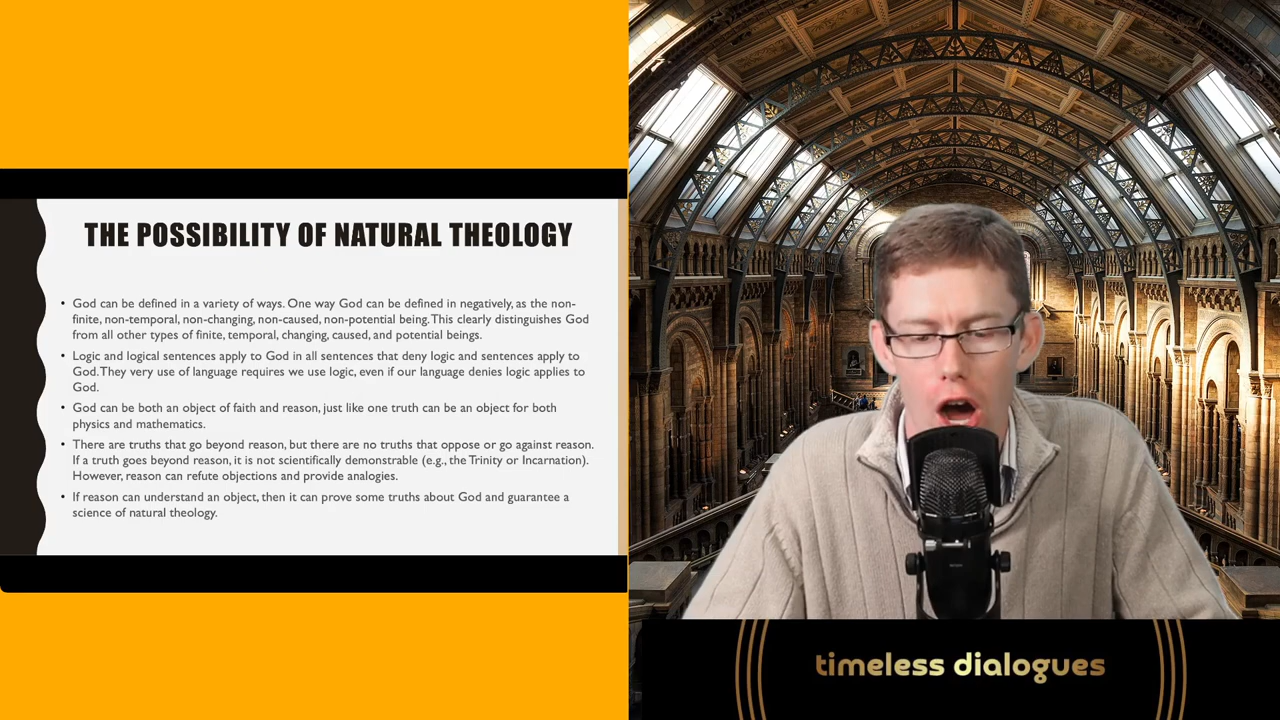 THE POSSIBILITY OF NATURAL THEOLOGY
• God can be defined in a variety of ways. One way God can be defined in negatively, as the non-
finite, non-temporal, non-changing, non-caused, non-potential being. This clearly distinguishes God
from all other types of finite, temporal, changing, caused, and potential beings.
• Logic and logical sentences apply to God in all sentences that deny logic and sentences apply to
God. They very use of language requires we use logic, even if our language denies logic applies to
God.
• God can be both an object of faith and reason, just like one truth can be an object for both
physics and mathematics.
• There are truths that go beyond reason, but there are no truths that oppose or go against reason.
If a truth goes beyond reason, it is not scientifically demonstrable (e.g., the Trinity or Incarnation).
However, reason can refute objections and provide analogies.
• If reason can understand an object, then it can prove some truths about God and guarantee a
science of natural theology.
timeless dialogues